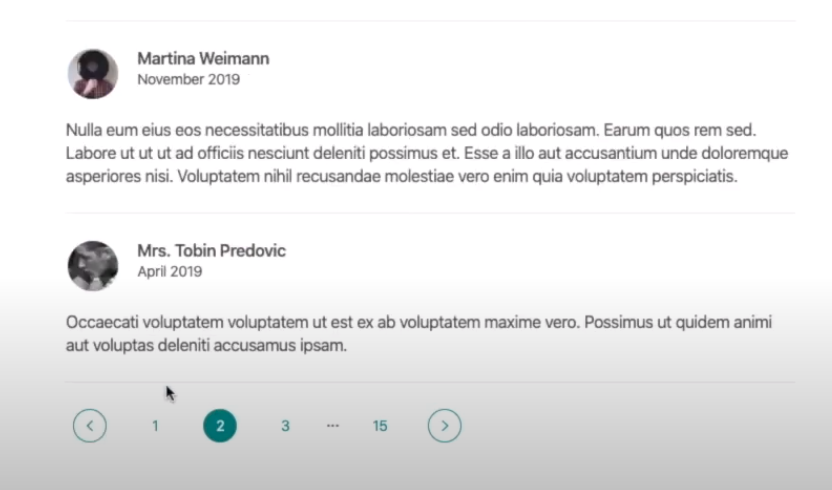 Martina Weimann
November 2019
Nulla eum eius eos necessitatibus mollitia laboriosam sed odio laboriosam. Earum quos rem sed.
Labore ut ut ut ad officiis nesciunt deleniti possimus et. Esse a illo aut accusantium unde doloremque
asperiores nisi. Voluptatem nihil recusandae molestiae vero enim quia voluptatem perspiciatis.
Mrs. Tobin Predovic
April 2019
Occaecati voluptatem voluptatem ut est ex ab voluptatem maxime vero. Possimus ut quidem animi
aut voluptas deleniti accusamus ipsam.
1 2 3 ... 15